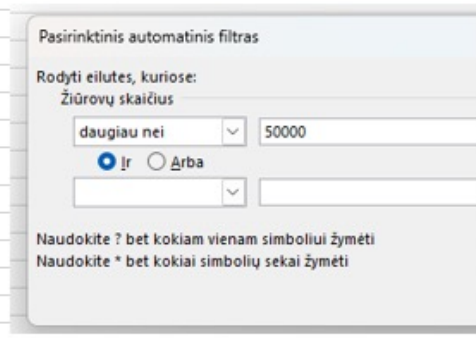 Pasirinktinis automatinis filtras
Rodyti eilutes, kuriose:
Žiūrovų skaičius
daugiau nei 50000
Ir Arba
Naudokite ? bet kokiam vienam simboliui žymėti
Naudokite * bet kokiai simbolių sekai žymėti